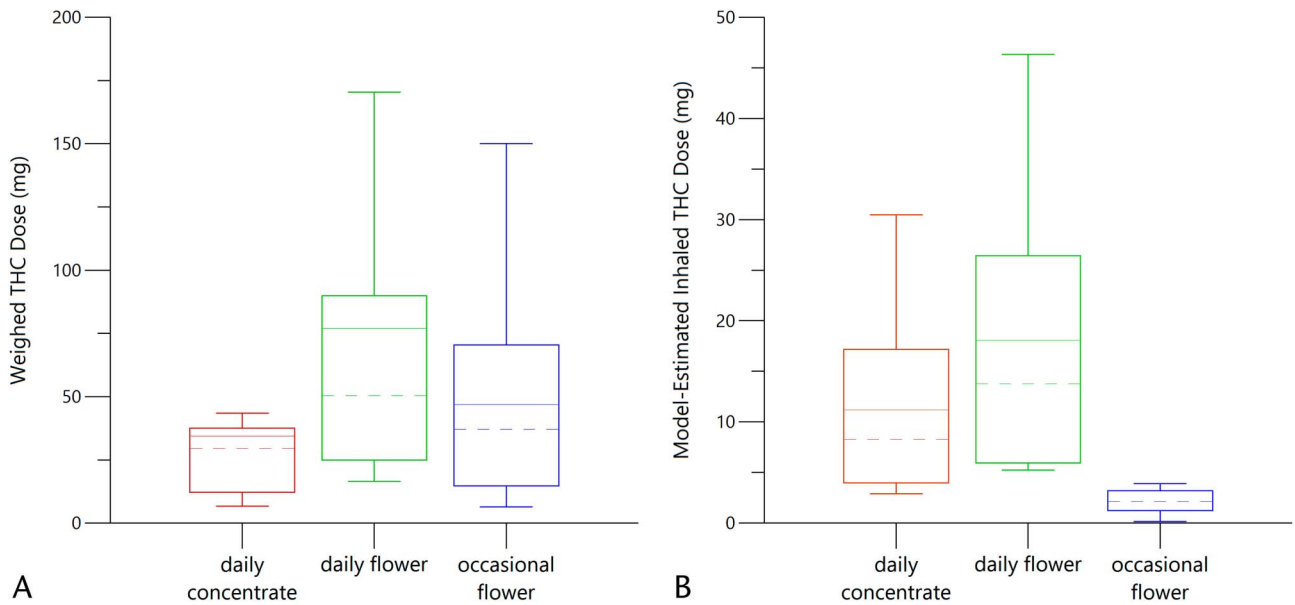 Weighed THC Dose (mg)
200
150
100
50
0
daily
concentrate
daily flower
occasional
flower
A
Model-Estimated Inhaled THC Dose (mg)
50
40
30
20
10
0
daily
concentrate
daily flower
occasional
flower
B